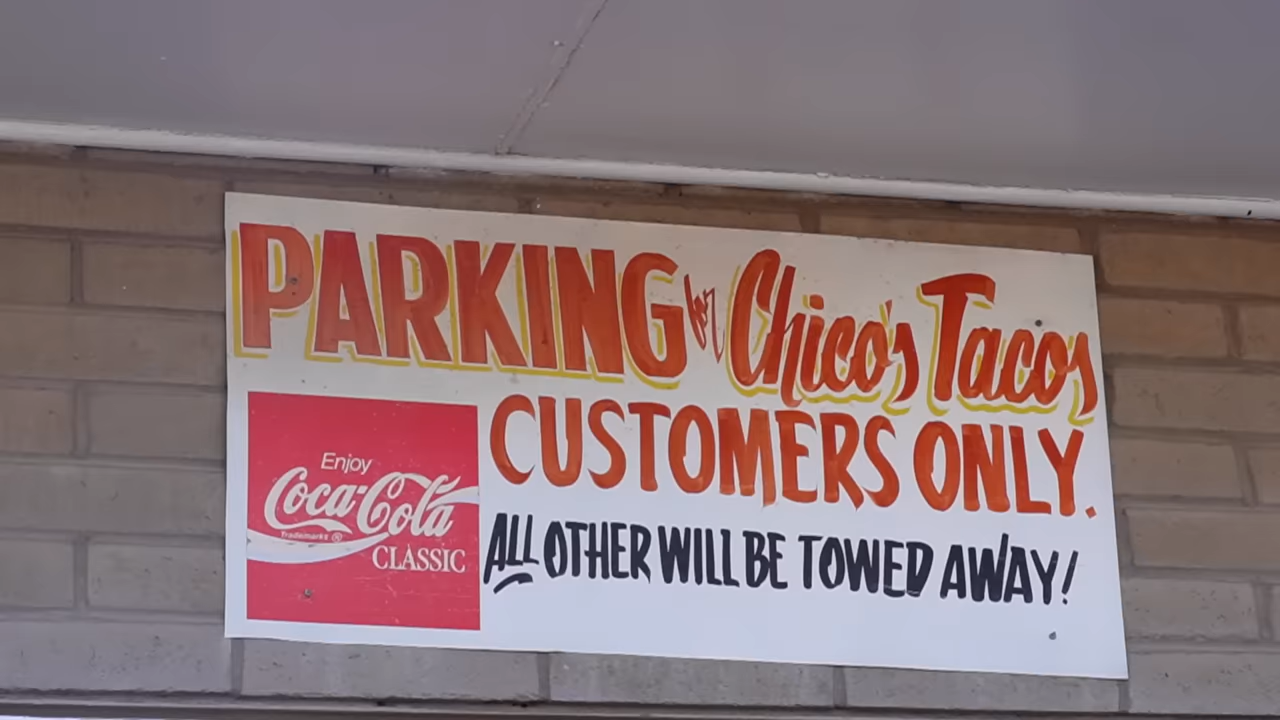 PARKING for Chico's Tacos
CUSTOMERS ONLY.
ALL OTHER WILL BE TOWED AWAY!
Enjoy
Coca-Cola
Trademarks ®
CLASSIC